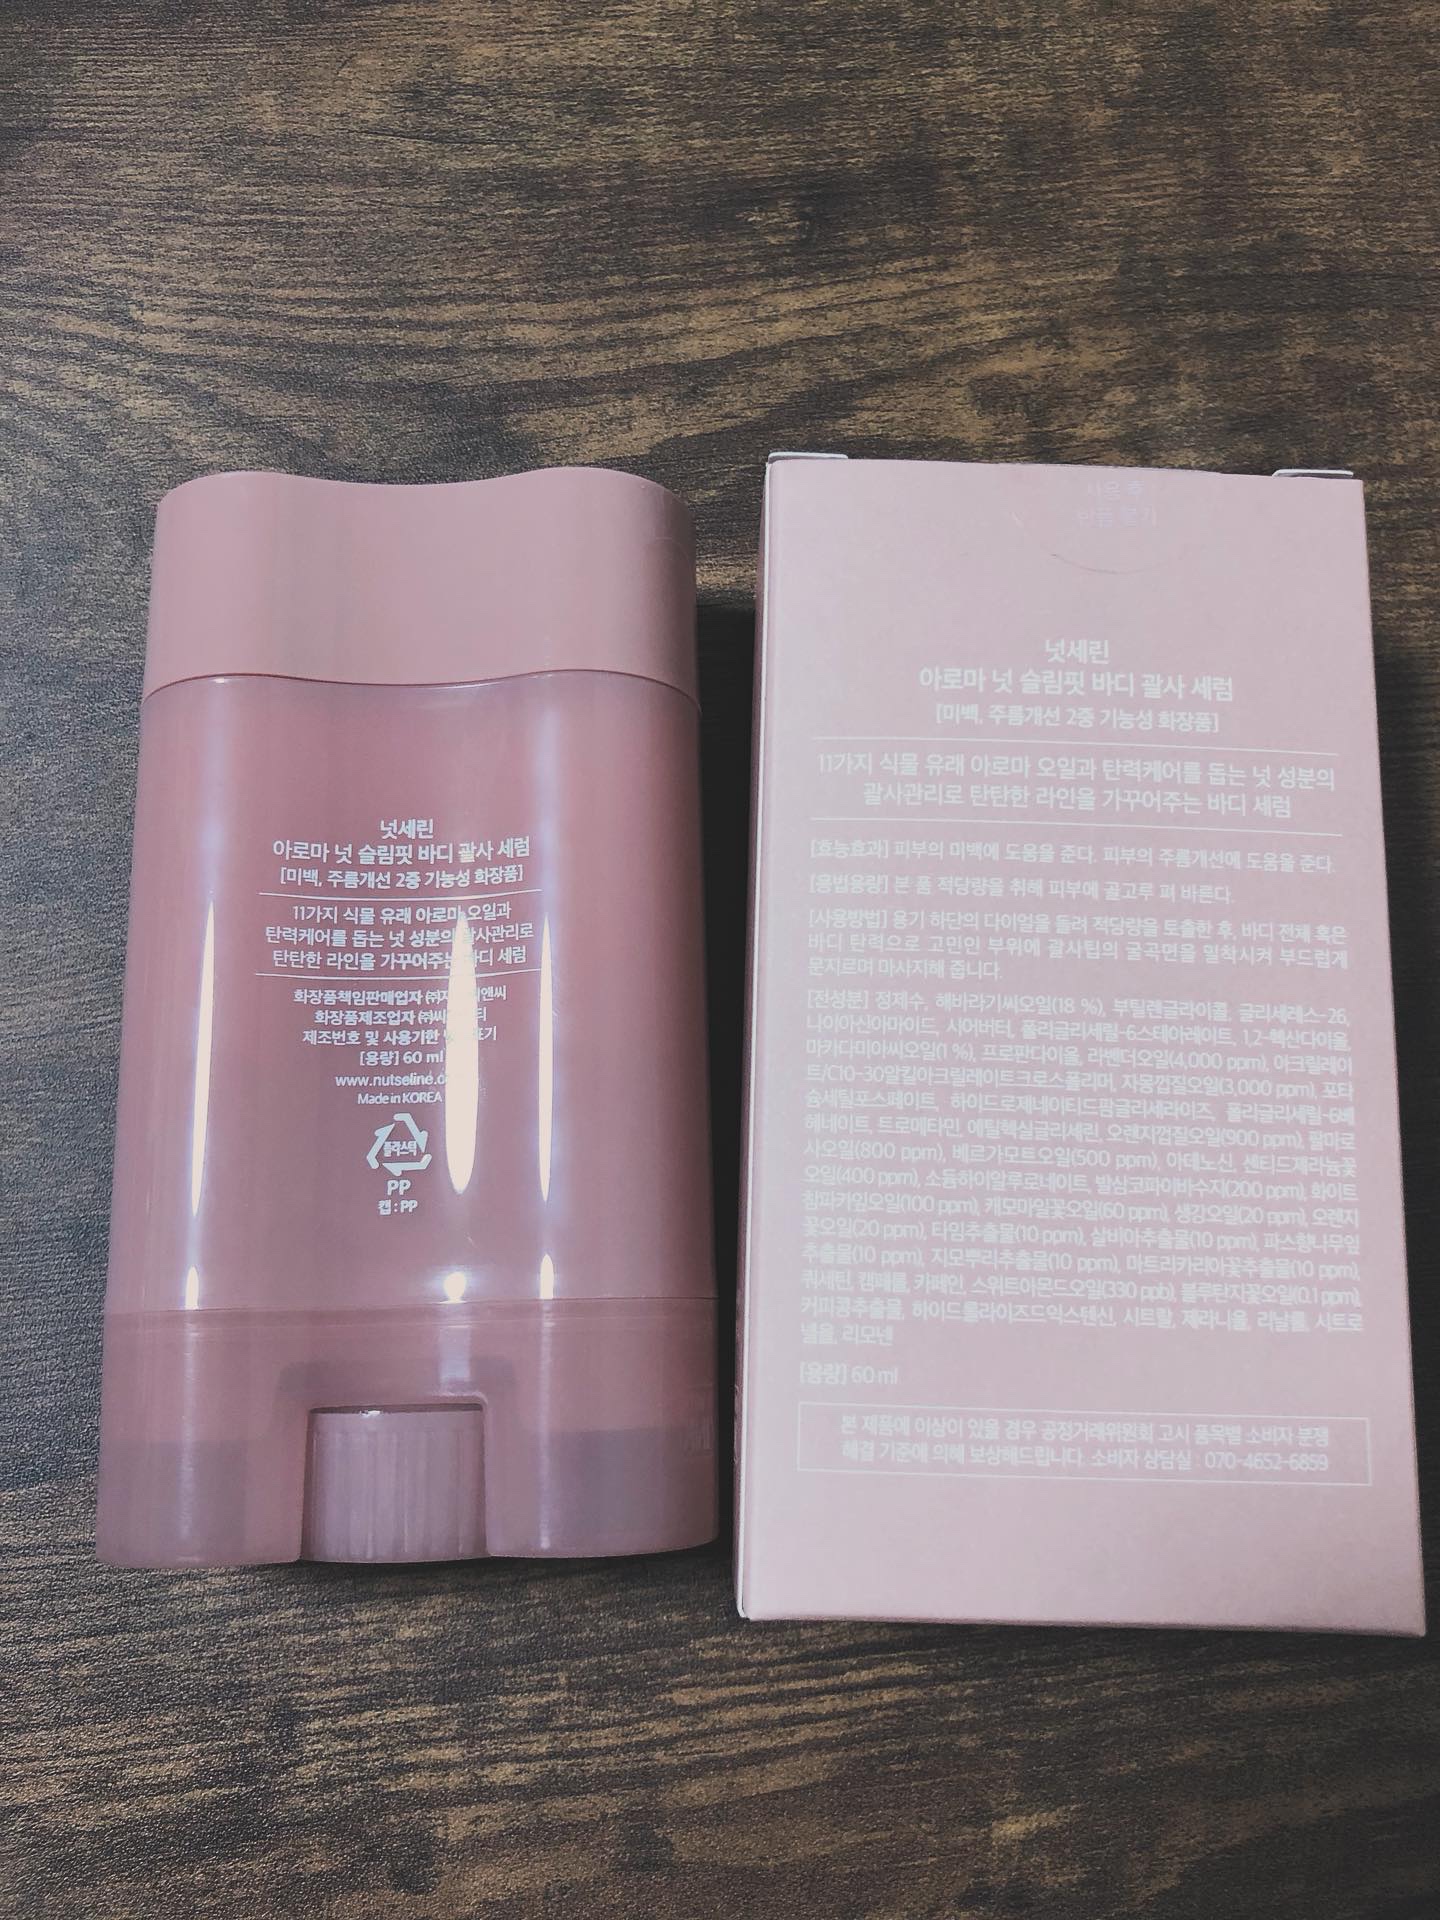 넛세린
아로마 넛 슬림핏 바디 괄사 세럼
[미백, 주름개선 2중 기능성 화장품]
11가지 식물 유래 아로마 오일과
탄력케어를 돕는 넛 성분의 괄사관리로
탄탄한 라인을 가꾸어주는 바디 세럼
화장품책임판매업자
화장품제조업자
제조번호 및 사용기한
[용량] 60 ml
Made in KOREA
플라스틱
PP
캡 : PP
사용 후
반품 불가
넛세린
아로마 넛 슬림핏 바디 괄사 세럼
[미백, 주름개선 2중 기능성 화장품]
11가지 식물 유래 아로마 오일과 탄력케어를 돕는 넛 성분의
괄사관리로 탄탄한 라인을 가꾸어주는 바디 세럼
[효능효과] 피부의 미백에 도움을 준다. 피부의 주름개선에 도움을 준다.
[용법용량] 본 품 적당량을 취해 피부에 골고루 펴 바른다.
[사용방법] 용기 하단의 다이얼을 돌려 적당량을 토출한 후, 바디 전체 혹은
바디 탄력으로 고민인 부위에 괄사팁의 굴곡면을 밀착시켜 부드럽게
문지르며 마사지해 줍니다.
[전성분] 정제수, 해바라기씨오일(18 %), 부틸렌글라이콜, 글리세레스-26,
나이아신아마이드, 시어버터, 폴리글리세릴-6스테아레이트, 1,2-헥산다이올,
마카다미아씨오일(1 %), 프로판다이올, 라벤더오일(4,000 ppm), 아크릴레이
트/C10-30알킬아크릴레이트크로스폴리머, 자몽껍질오일(3,000 ppm), 포타
슘세틸포스페이트, 하이드로제네이티드팜글리세라이즈, 폴리글리세릴-6베
헤네이트, 트로메타민, 에틸헥실글리세린, 오렌지껍질오일(900 ppm), 팔마로
사오일(800 ppm), 베르가모트오일(500 ppm), 아데노신, 센티드제라늄꽃
오일(400 ppm), 소듐하이알루로네이트, 발삼코파이바수지(200 ppm), 화이트
참피카잎오일(100 ppm), 캐모마일꽃오일(60 ppm), 생강오일(20 ppm), 오렌지
꽃오일(20 ppm), 타임추출물(10 ppm), 살비아추출물(10 ppm), 파스향나무잎
추출물(10 ppm), 지모뿌리추출물(10 ppm), 마트리카리아꽃추출물(10 ppm),
쿼세틴, 캠페롤, 카페인, 스위트아몬드오일(330 ppb), 블루탄지꽃오일(0.1 ppm),
커피콩추출물, 하이드롤라이즈드익스텐신, 시트랄, 제라니올, 리날룰, 시트로
넬올, 리모넨
[용량] 60 ml
본 제품에 이상이 있을 경우 공정거래위원회 고시 품목별 소비자 분쟁
해결 기준에 의해 보상해드립니다. 소비자 상담실 : 070-4652-6859